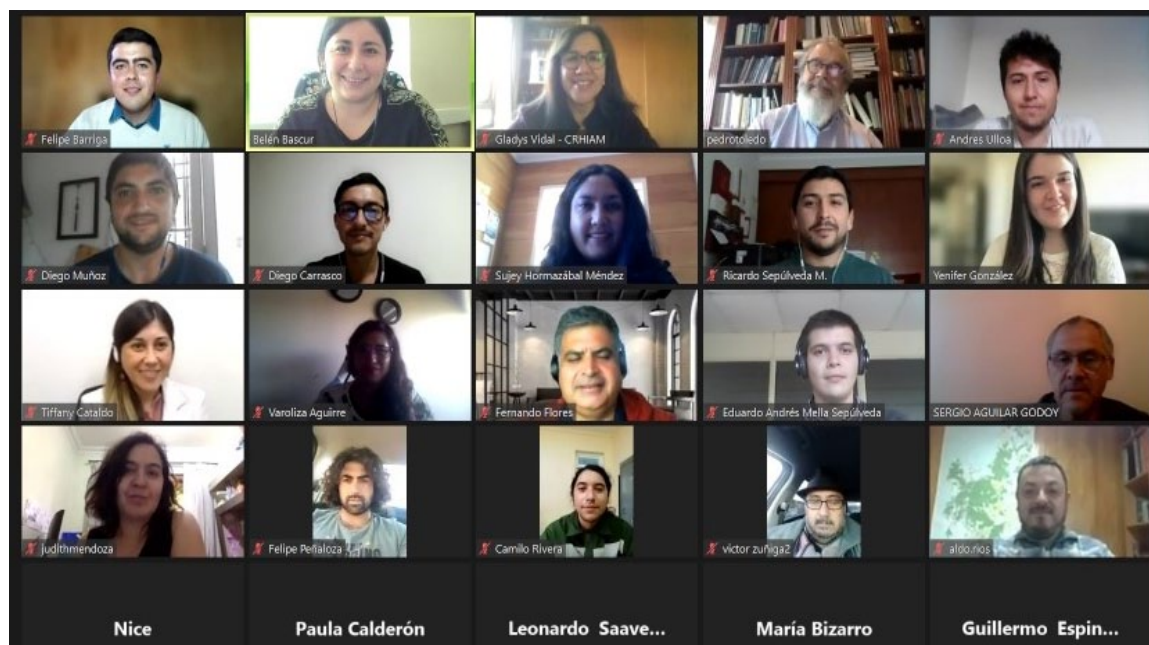 Felipe Barriga
Belén Bascur
Gladys Vidal - CRHIAM
pedrotoledo
Andres Ulloa
Diego Muñoz
Diego Carrasco
Sujey Hormazábal Méndez
Ricardo Sepúlveda M.
Yenifer González
Tiffany Cataldo
Varoliza Aguirre
Fernando Flores
Eduardo Andrés Mella Sepúlveda
SERGIO AGUILAR GODOY
judithmendoza
Felipe Peñaloza
Camilo Rivera
victor zuñiga2
aldo.rios
Nice
Paula Calderón
Leonardo Saave...
María Bizarro
Guillermo Espin...